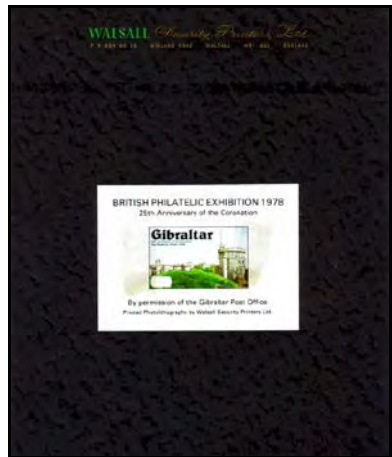 WALSALL Security Printers Ltd
BRITISH PHILATELIC EXHIBITION 1978
25th Anniversary of the Coronation
Gibraltar
By permission of the Gibraltar Post Office
Printed Photolithography by Walsall Security Printers Ltd.